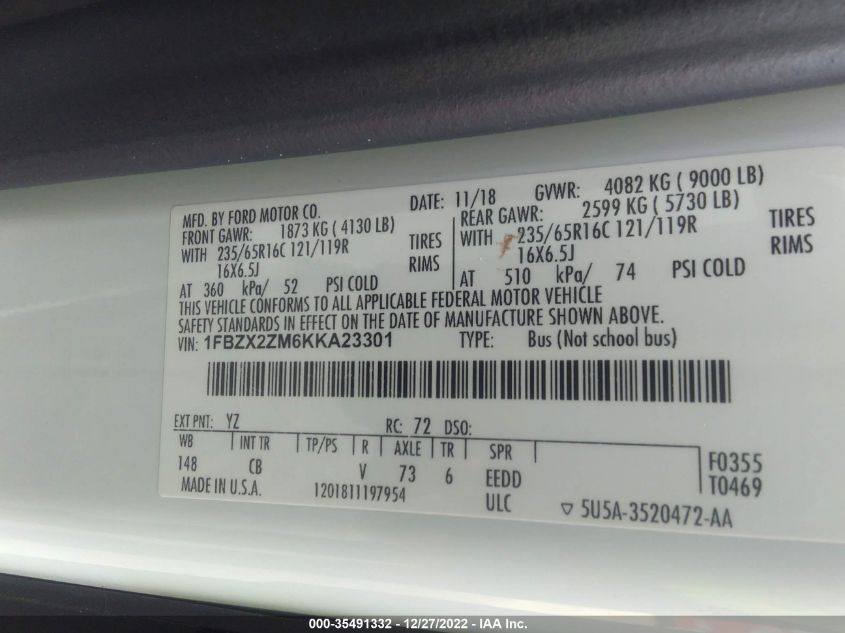 MFD. BY FORD MOTOR CO. DATE: 11/18 GVWR: 4082 KG ( 9000 LB)
FRONT GAWR: 1873 KG ( 4130 LB) REAR GAWR: 2599 KG ( 5730 LB)
WITH 235/65R16C 121/119R TIRES WITH 235/65R16C 121/119R TIRES
16X6.5J RIMS 16X6.5J RIMS
AT 360 kPa/ 52 PSI COLD AT 510 kPa/ 74 PSI COLD
THIS VEHICLE CONFORMS TO ALL APPLICABLE FEDERAL MOTOR VEHICLE
SAFETY STANDARDS IN EFFECT ON THE DATE OF MANUFACTURE SHOWN ABOVE.
VIN: 1FBZX2ZM6KKA23301 TYPE: Bus (Not school bus)
EXT PNT: YZ RC: 72 DSO:
WB INT TR TP/PS R AXLE TR SPR
148 CB V 73 6 EEDD F0355
MADE IN U.S.A. 1201811197954 ULC T0469
▽ 5U5A-3520472-AA
000-35491332 - 12/27/2022 - IAA Inc.